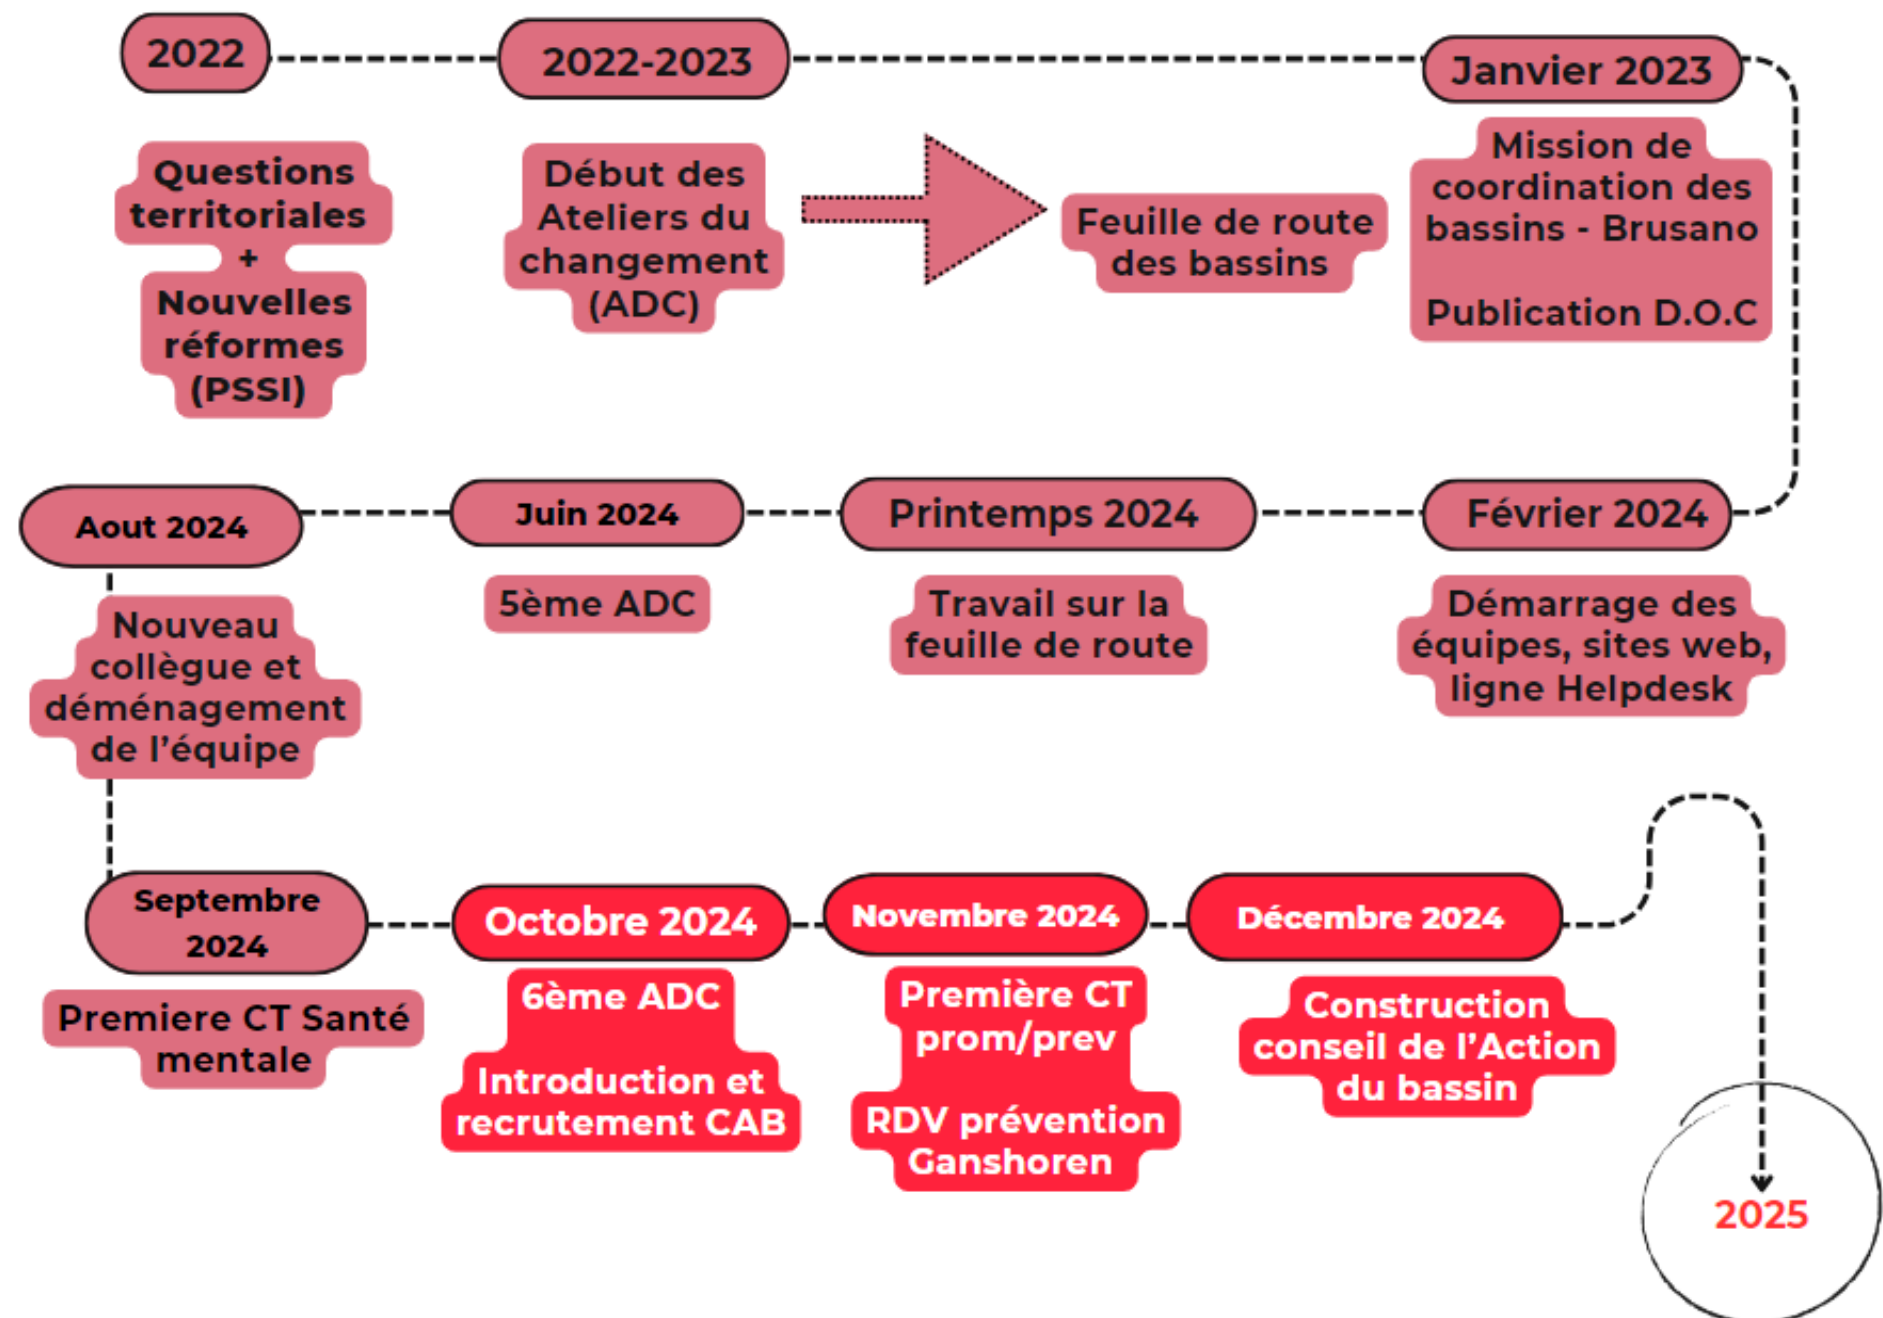 2022
2022-2023
Janvier 2023
Questions
territoriales
+
Nouvelles
réformes
(PSSI)
Début des
Ateliers du
changement
(ADC)
Feuille de route
des bassins
Mission de
coordination des
bassins - Brusano
Publication D.O.C
Février 2024
Démarrage des
équipes, sites web,
ligne Helpdesk
Printemps 2024
Travail sur la
feuille de route
Juin 2024
5ème ADC
Aout 2024
Nouveau
collègue et
déménagement
de l'équipe
Septembre
2024
Premiere CT Santé
mentale
Octobre 2024
6ème ADC
Introduction et
recrutement CAB
Novembre 2024
Première CT
prom/prev
RDV prévention
Ganshoren
Décembre 2024
Construction
conseil de l'Action
du bassin
2025